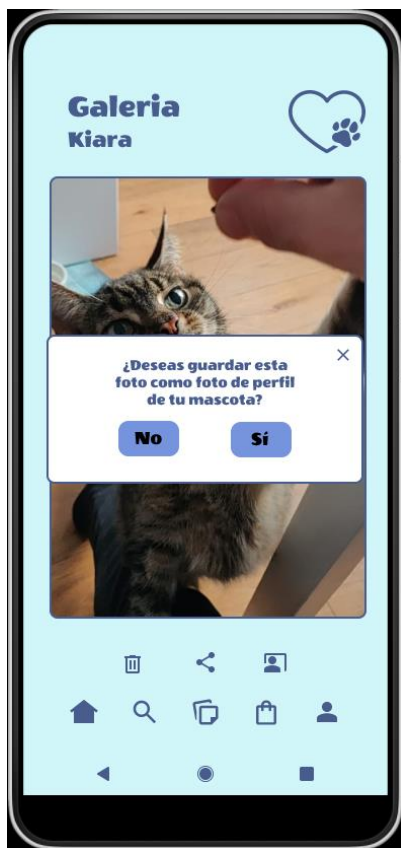 Galeria
Kiara
¿Deseas guardar esta
foto como foto de perfil
de tu mascota?
No
Sí